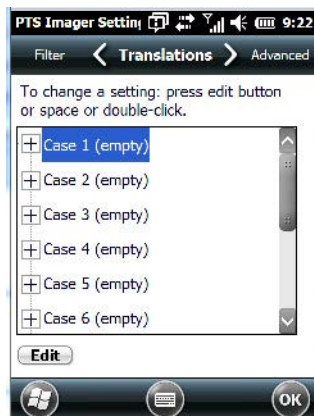 PTS Imager Settin 9:22
Filter Translations Advanced
To change a setting: press edit button
or space or double-click.
Case 1 (empty)
Case 2 (empty)
Case 3 (empty)
Case 4 (empty)
Case 5 (empty)
Case 6 (empty)
Edit
OK